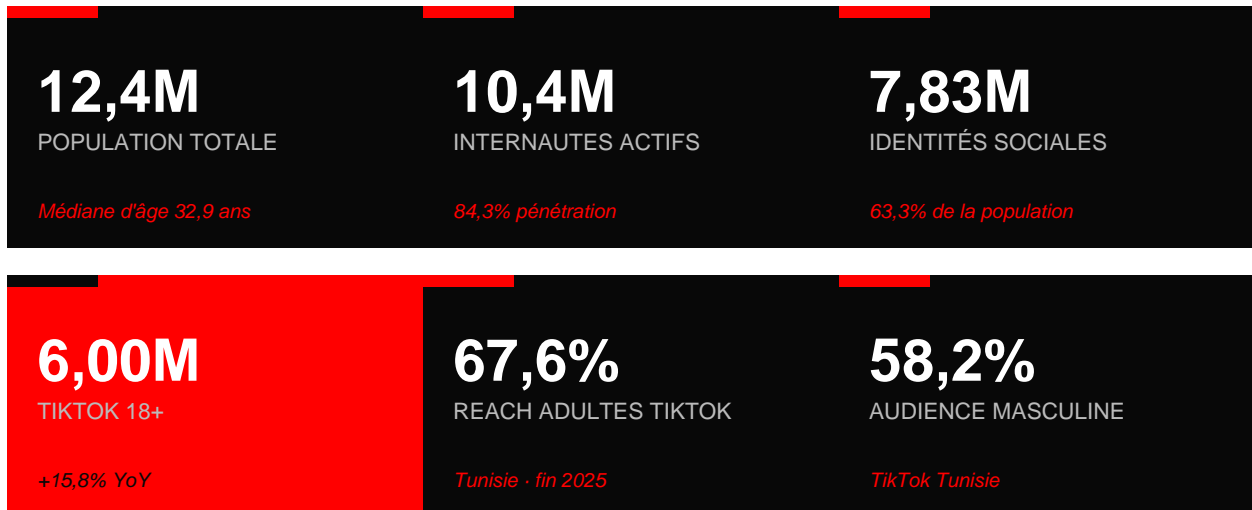 12,4M
POPULATION TOTALE
Médiane d'âge 32,9 ans
10,4M
INTERNAUTES ACTIFS
84,3% pénétration
7,83M
IDENTITÉS SOCIALES
63,3% de la population
6,00M
TIKTOK 18+
+15,8% YoY
67,6%
REACH ADULTES TIKTOK
Tunisie · fin 2025
58,2%
AUDIENCE MASCULINE
TikTok Tunisie